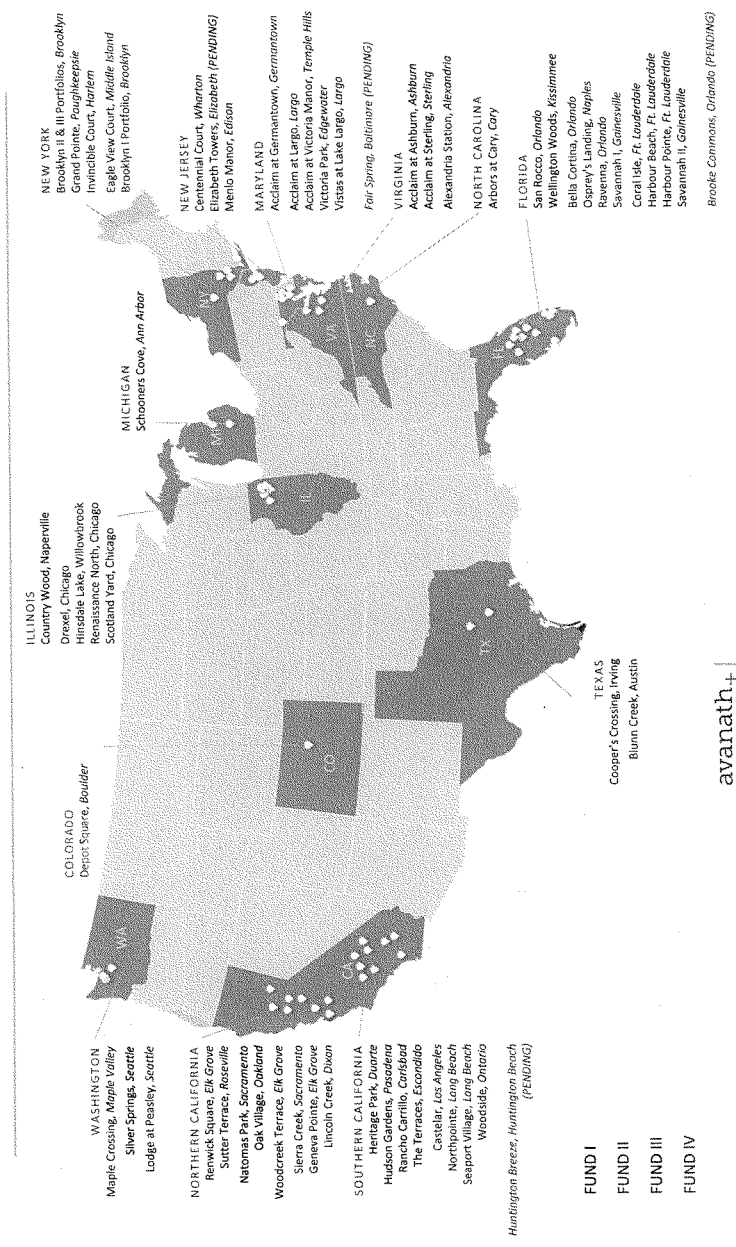 WASHINGTON
Maple Crossing, Maple Valley
Silver Springs, Seattle
Lodge at Peasley, Seattle
NORTHERN CALIFORNIA
Renwick Square, Elk Grove
Sutter Terrace, Roseville
Natomas Park, Sacramento
Oak Village, Oakland
Woodcreek Terrace, Elk Grove
Sierra Creek, Sacramento
Geneva Pointe, Elk Grove
Lincoln Creek, Dixon
SOUTHERN CALIFORNIA
Heritage Park, Duarte
Hudson Gardens, Pasadena
Rancho Carrillo, Carlsbad
The Terraces, Escondido
Castelar, Los Angeles
Northpointe, Long Beach
Seaport Village, Long Beach
Woodside, Ontario
Huntington Breeze, Huntington Beach
(PENDING)
FUND I
FUND II
FUND III
FUND IV
COLORADO
Depot Square, Boulder
ILLINOIS
Country Wood, Naperville
Drexel, Chicago
Hinsdale Lake, Willowbrook
Renaissance North, Chicago
Scotland Yard, Chicago
MICHIGAN
Schooners Cove, Ann Arbor
WA
CA
CO
TX
IL
MI
NY
VA
NC
FL
TEXAS
Cooper's Crossing, Irving
Blunn Creek, Austin
avanath+
NEW YORK
Brooklyn II & III Portfolios, Brooklyn
Grand Pointe, Poughkeepsie
Invincible Court, Harlem
Eagle View Court, Middle Island
Brooklyn I Portfolio, Brooklyn
NEW JERSEY
Centennial Court, Wharton
Elizabeth Towers, Elizabeth (PENDING)
Menlo Manor, Edison
MARYLAND
Acclaim at Germantown, Germantown
Acclaim at Largo, Largo
Acclaim at Victoria Manor, Temple Hills
Victoria Park, Edgewater
Vistas at Lake Largo, Largo
Fair Spring, Baltimore (PENDING)
VIRGINIA
Acclaim at Ashburn, Ashburn
Acclaim at Sterling, Sterling
Alexandria Station, Alexandria
NORTH CAROLINA
Arbors at Cary, Cary
FLORIDA
San Rocco, Orlando
Wellington Woods, Kissimmee
Bella Cortina, Orlando
Osprey's Landing, Naples
Ravenna, Orlando
Savannah I, Gainesville
Coral Isle, Ft. Lauderdale
Harbour Beach, Ft. Lauderdale
Harbour Pointe, Ft. Lauderdale
Savannah II, Gainesville
Brooke Commons, Orlando (PENDING)